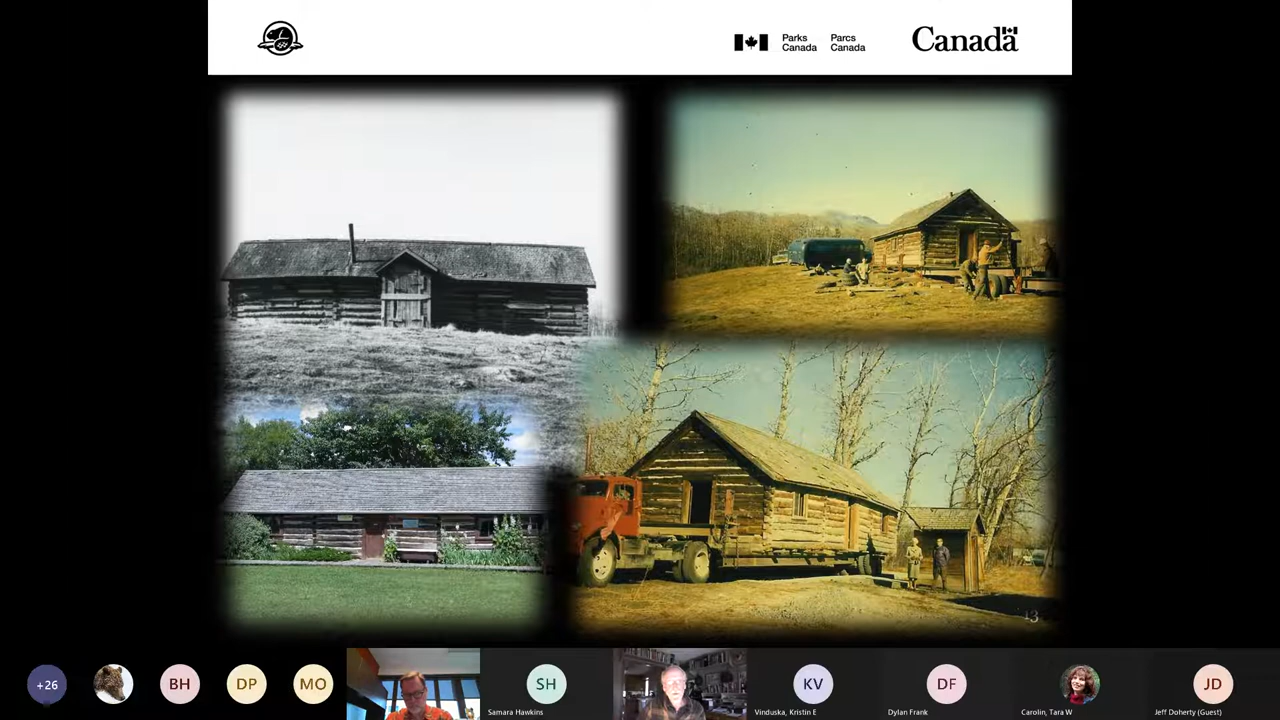 Parks
Canada
Parcs
Canada
Canada
13
+26
BH
DP
MO
SH
KV
DF
JD
Samara Hawkins
Vinduska, Kristin E
Dylan Frank
Carolin, Tara W
Jeff Doherty (Guest)